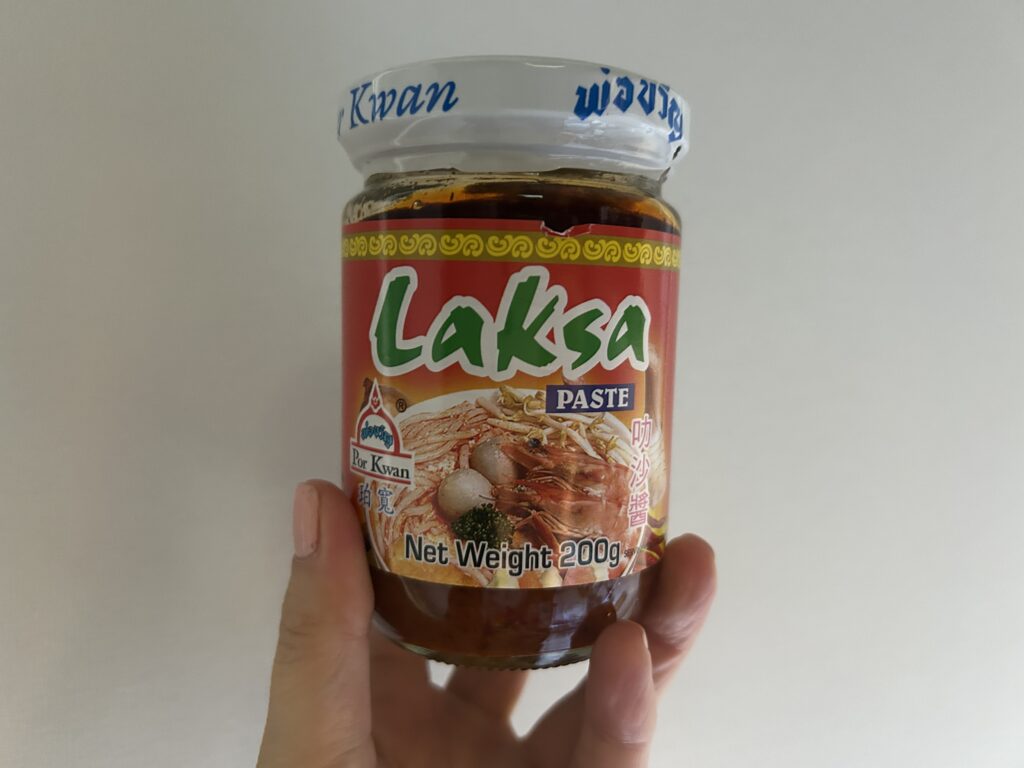 Kwan พ่อขวัญ
Laksa
PASTE
®
พ่อขวัญ
Por Kwan
珀寬
叻沙醬
Net Weight 200g